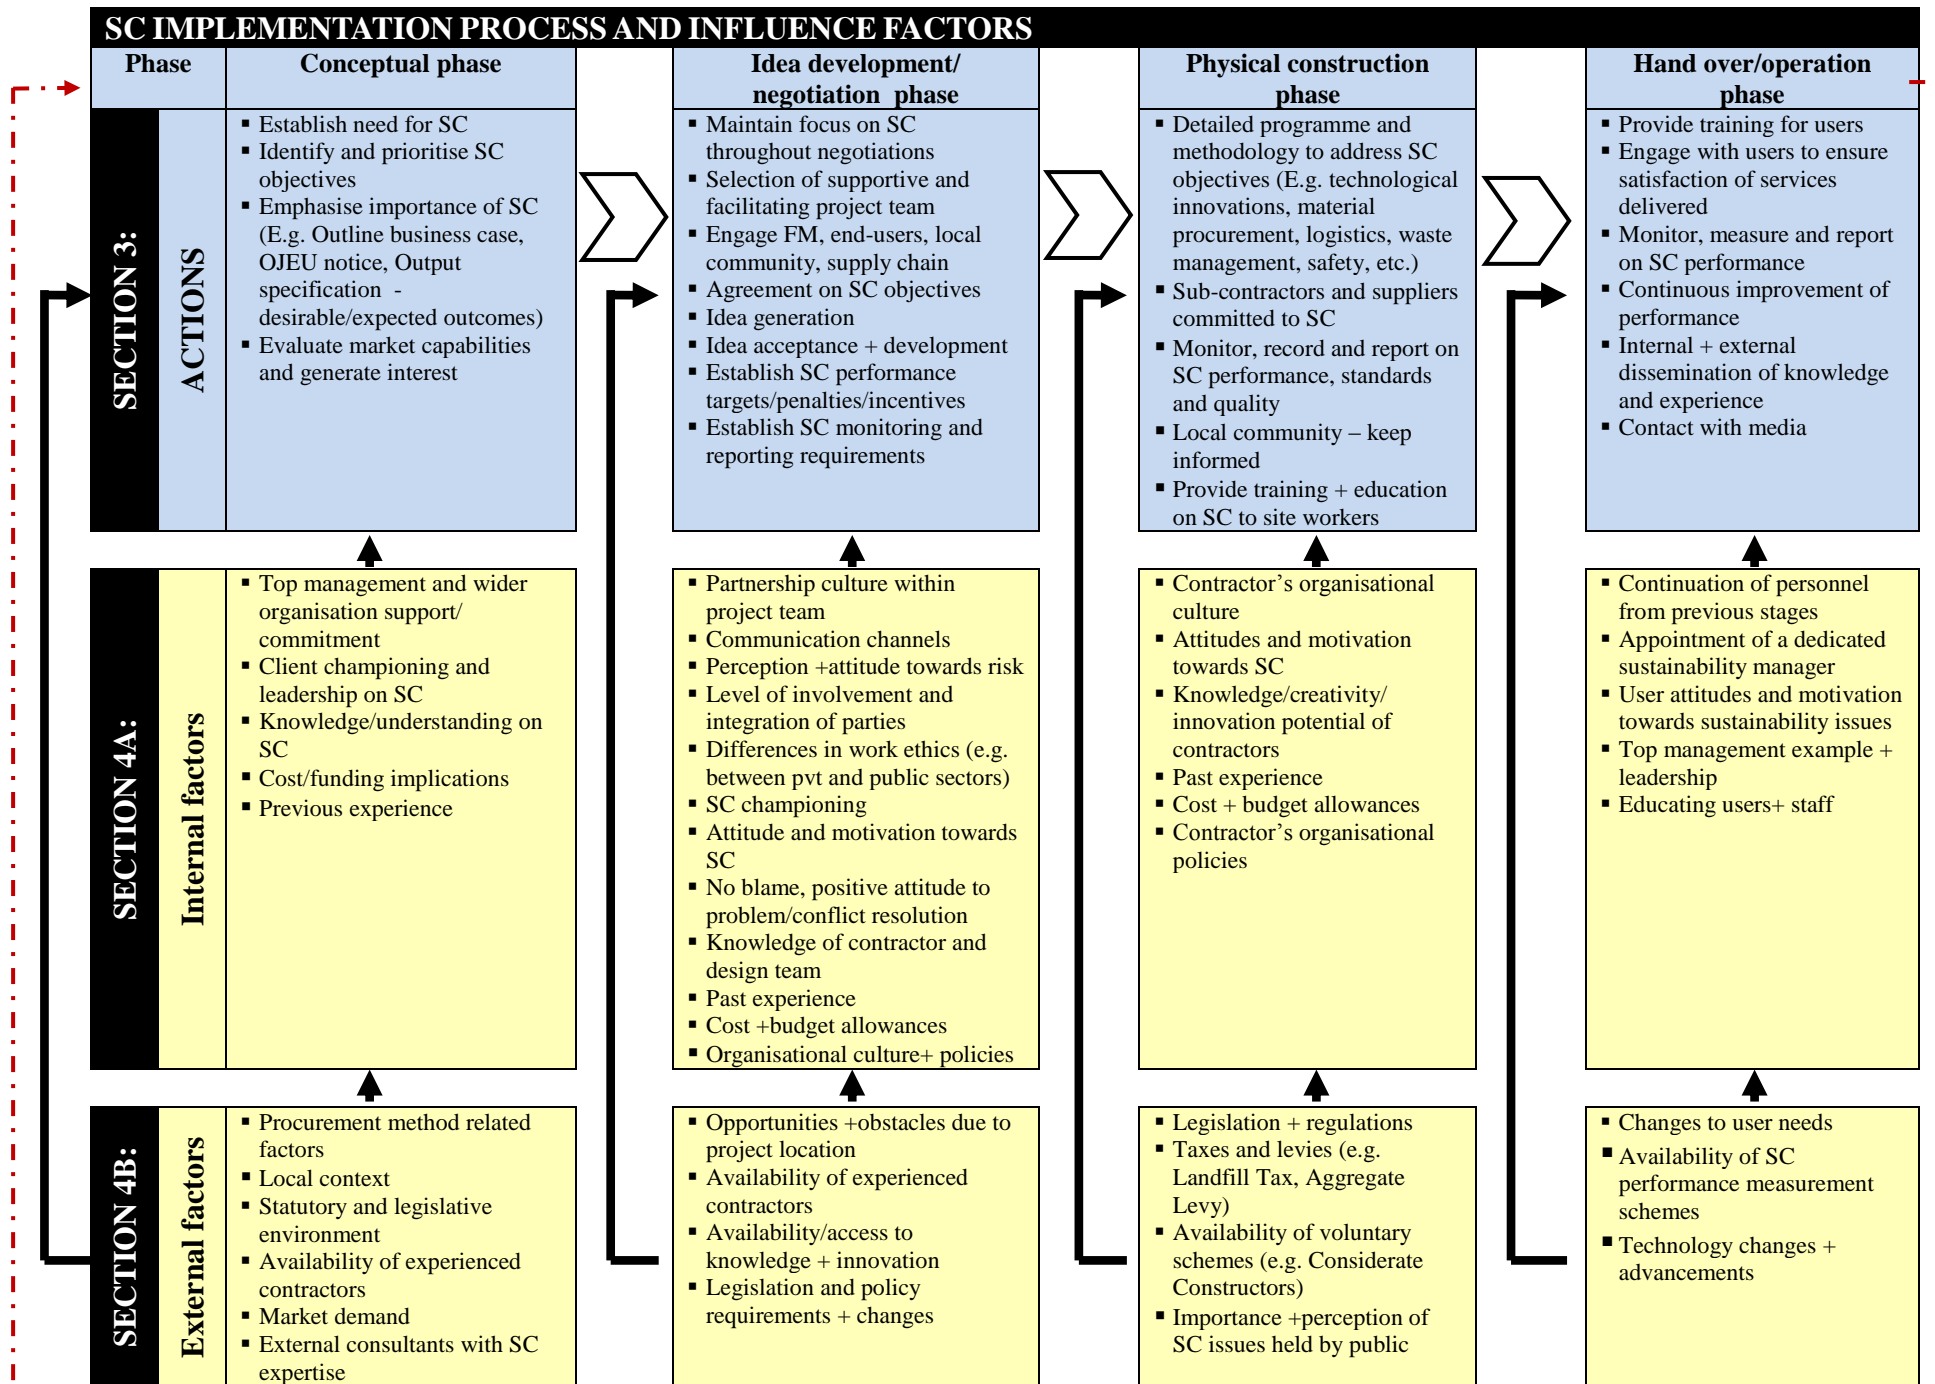 SC IMPLEMENTATION PROCESS AND INFLUENCE FACTORS
Phase
Conceptual phase
Idea development/
negotiation phase
Physical construction
phase
Hand over/operation
phase
SECTION 3:
ACTIONS
▪ Establish need for SC
▪ Identify and prioritise SC
objectives
▪ Emphasise importance of SC
(E.g. Outline business case,
OJEU notice, Output
specification -
desirable/expected outcomes)
▪ Evaluate market capabilities
and generate interest
▪ Maintain focus on SC
throughout negotiations
▪ Selection of supportive and
facilitating project team
▪ Engage FM, end-users, local
community, supply chain
▪ Agreement on SC objectives
▪ Idea generation
▪ Idea acceptance + development
▪ Establish SC performance
targets/penalties/incentives
▪ Establish SC monitoring and
reporting requirements
▪ Detailed programme and
methodology to address SC
objectives (E.g. technological
innovations, material
procurement, logistics, waste
management, safety, etc.)
▪ Sub-contractors and suppliers
committed to SC
▪ Monitor, record and report on
SC performance, standards
and quality
▪ Local community – keep
informed
▪ Provide training + education
on SC to site workers
▪ Provide training for users
▪ Engage with users to ensure
satisfaction of services
delivered
▪ Monitor, measure and report
on SC performance
▪ Continuous improvement of
performance
▪ Internal + external
dissemination of knowledge
and experience
▪ Contact with media
SECTION 4A:
Internal factors
▪ Top management and wider
organisation support/
commitment
▪ Client championing and
leadership on SC
▪ Knowledge/understanding on
SC
▪ Cost/funding implications
▪ Previous experience
▪ Partnership culture within
project team
▪ Communication channels
▪ Perception +attitude towards risk
▪ Level of involvement and
integration of parties
▪ Differences in work ethics (e.g.
between pvt and public sectors)
▪ SC championing
▪ Attitude and motivation towards
SC
▪ No blame, positive attitude to
problem/conflict resolution
▪ Knowledge of contractor and
design team
▪ Past experience
▪ Cost +budget allowances
▪ Organisational culture+ policies
▪ Contractor’s organisational
culture
▪ Attitudes and motivation
towards SC
▪ Knowledge/creativity/
innovation potential of
contractors
▪ Past experience
▪ Cost + budget allowances
▪ Contractor’s organisational
policies
▪ Continuation of personnel
from previous stages
▪ Appointment of a dedicated
sustainability manager
▪ User attitudes and motivation
towards sustainability issues
▪ Top management example +
leadership
▪ Educating users+ staff
SECTION 4B:
External factors
▪ Procurement method related
factors
▪ Local context
▪ Statutory and legislative
environment
▪ Availability of experienced
contractors
▪ Market demand
▪ External consultants with SC
expertise
▪ Opportunities +obstacles due to
project location
▪ Availability of experienced
contractors
▪ Availability/access to
knowledge + innovation
▪ Legislation and policy
requirements + changes
▪ Legislation + regulations
▪ Taxes and levies (e.g.
Landfill Tax, Aggregate
Levy)
▪ Availability of voluntary
schemes (e.g. Considerate
Constructors)
▪ Importance +perception of
SC issues held by public
▪ Changes to user needs
▪ Availability of SC
performance measurement
schemes
▪ Technology changes +
advancements